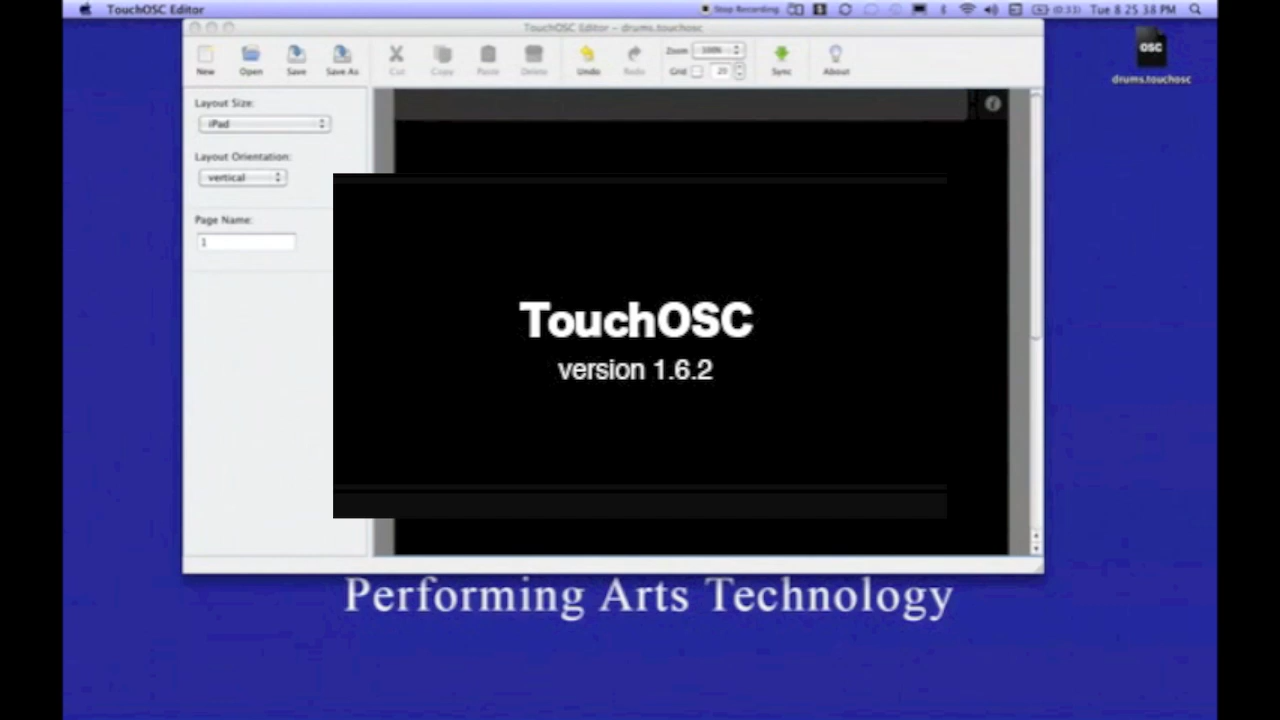 TouchOSC Editor
Stop Recording
(0:33)
Tue 8 25 38 PM
TouchOSC Editor – drums.touchosc
New
Open
Save
Save As
Cut
Copy
Paste
Delete
Undo
Redo
Zoom
100%
Grid
20
Sync
About
OSC
drums.touchosc
Layout Size:
iPad
Layout Orientation:
vertical
Page Name:
1
TouchOSC
version 1.6.2
Performing Arts Technology